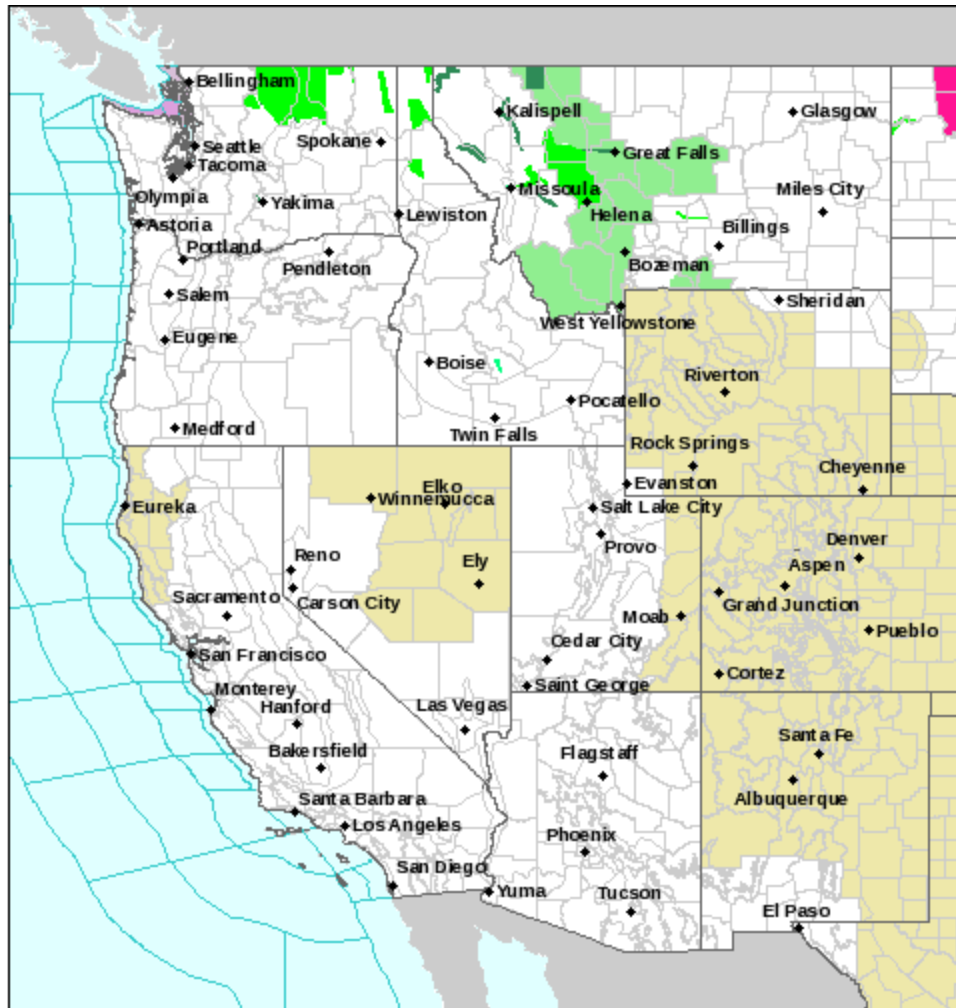 Bellingham
Kalispell
Glasgow
Spokane
Seattle
Great Falls
Tacoma
Missoula
Miles City
Olympia
Yakima
Lewiston
Helena
Astoria
Billings
Portland
Pendleton
Bozeman
Salem
Sheridan
West Yellowstone
Eugene
Boise
Riverton
Pocatello
Medford
Twin Falls
Rock Springs
Cheyenne
Elko
Evanston
Winnemucca
Eureka
Salt Lake City
Denver
Provo
Reno
Ely
Aspen
Sacramento
Carson City
Grand Junction
Moab
Pueblo
Cedar City
San Francisco
Cortez
Saint George
Monterey
Las Vegas
Hanford
Santa Fe
Bakersfield
Flagstaff
Santa Barbara
Albuquerque
Los Angeles
Phoenix
San Diego
Yuma
Tucson
El Paso